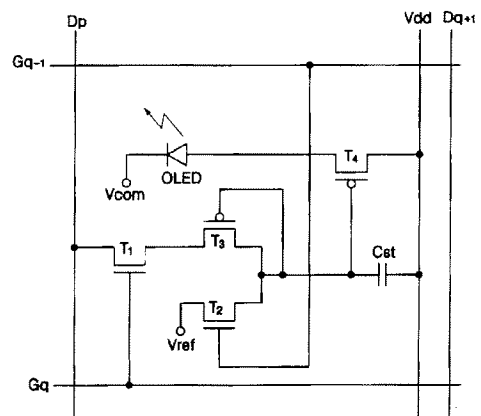 Dp
Vdd
Dq+1
Gq-1
T4
Vcom
OLED
T1
T3
Cst
T2
Vref
Gq